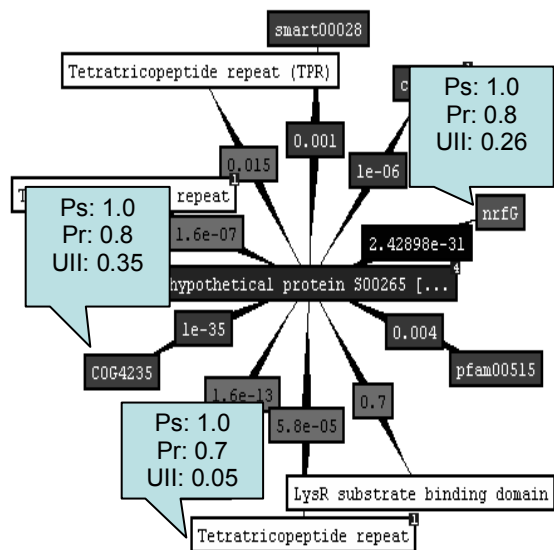 smart00028
Tetratricopeptide repeat (TPR)
Ps: 1.0
Pr: 0.8
UII: 0.26
0.001
0.015
1e-06
nrfG
repeat
1
Ps: 1.0
Pr: 0.8
UII: 0.35
1.6e-07
2.42898e-31
hypothetical protein S00265 [...
4
1e-35
0.004
COG4235
pfam00515
1.6e-13
0.7
5.8e-05
Ps: 1.0
Pr: 0.7
UII: 0.05
LysR substrate binding domain
Tetratricopeptide repeat
1